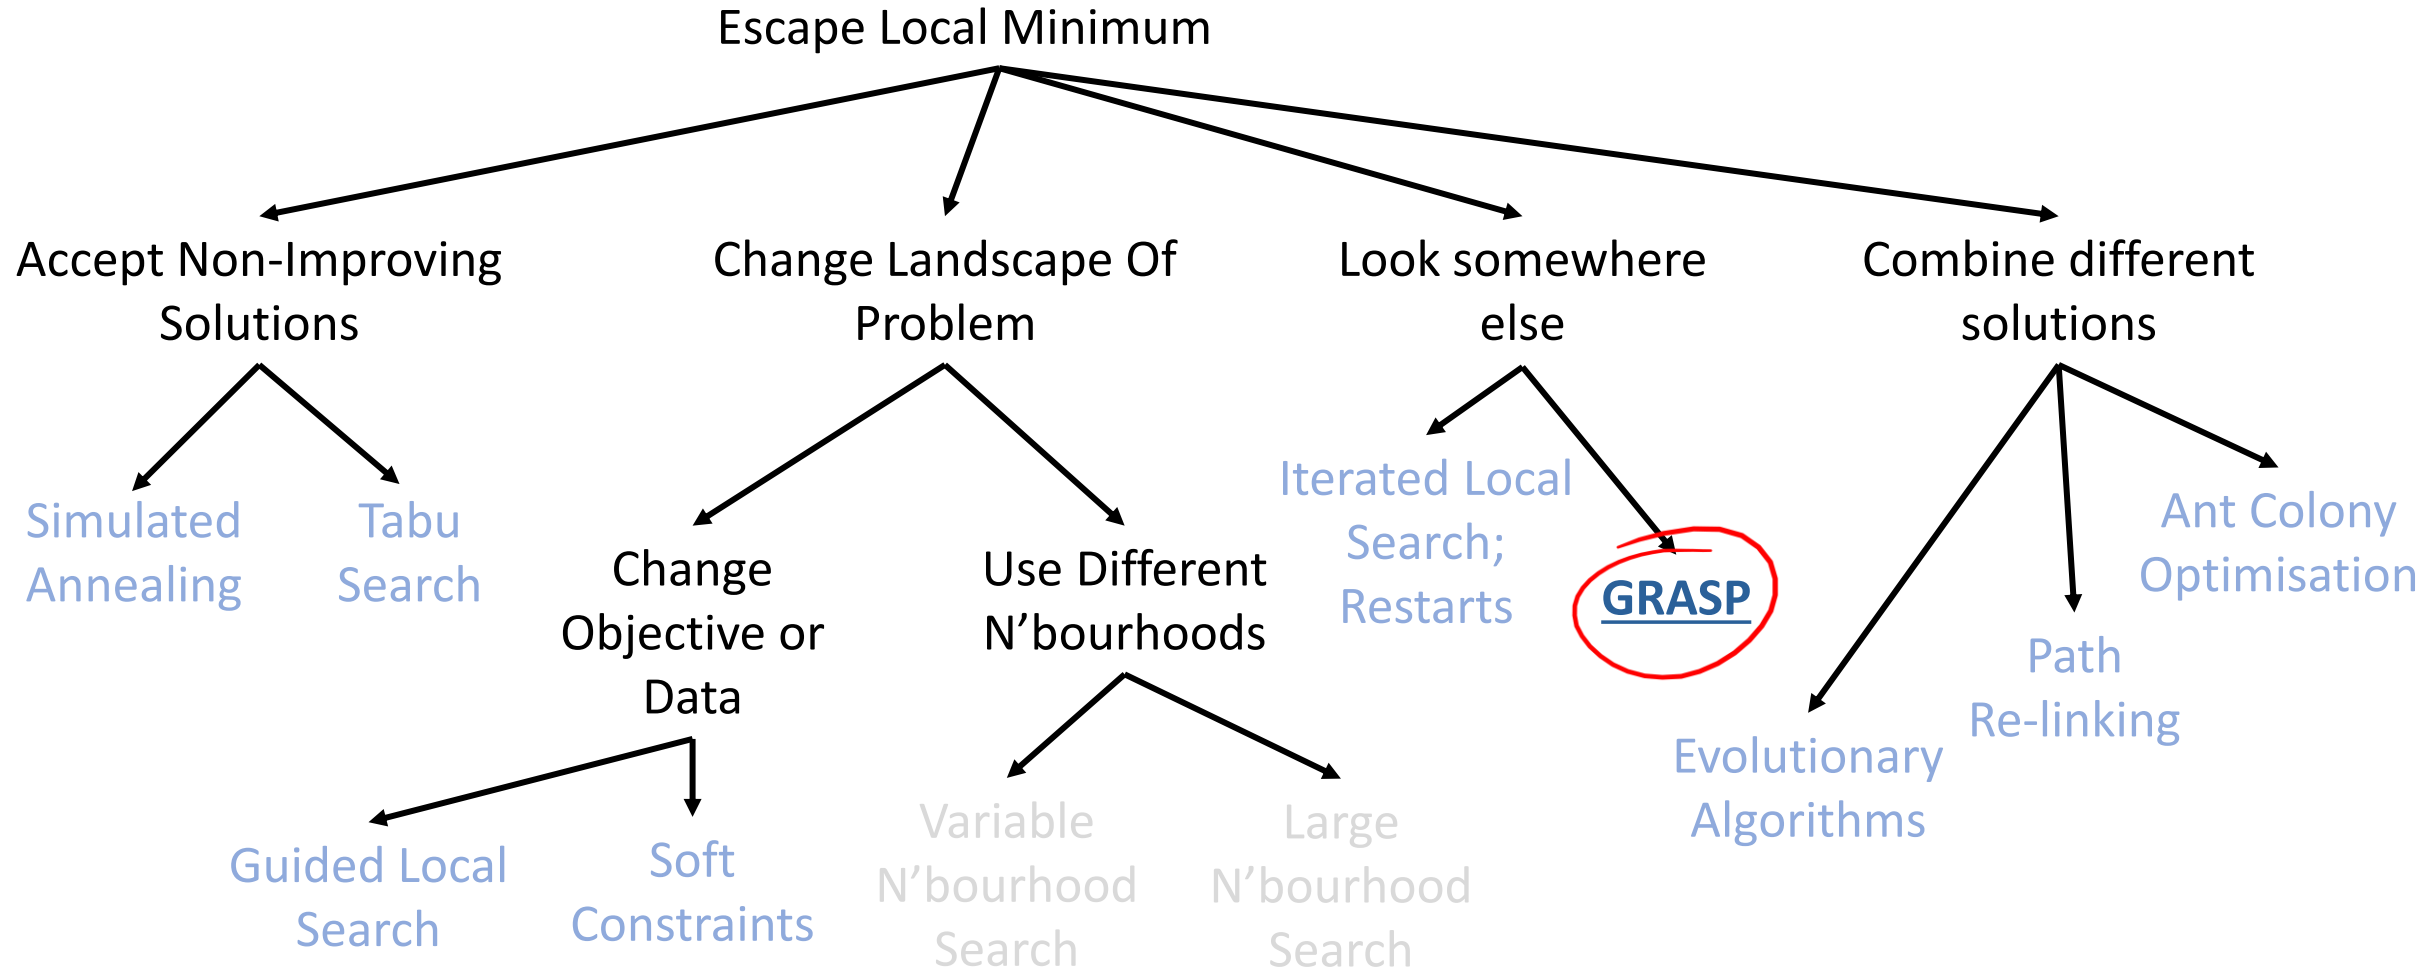 Escape Local Minimum
Accept Non-Improving
Solutions
Change Landscape Of
Problem
Look somewhere
else
Combine different
solutions
Simulated
Annealing
Tabu
Search
Change
Objective or
Data
Use Different
N’bourhoods
Iterated Local
Search;
Restarts
GRASP
Ant Colony
Optimisation
Path
Re-linking
Evolutionary
Algorithms
Guided Local
Search
Soft
Constraints
Variable
N’bourhood
Search
Large
N’bourhood
Search